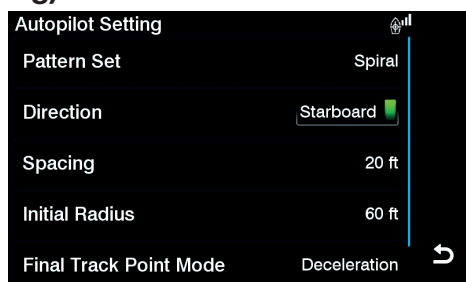 Autopilot Setting
Pattern Set Spiral
Direction Starboard
Spacing 20 ft
Initial Radius 60 ft
Final Track Point Mode Deceleration